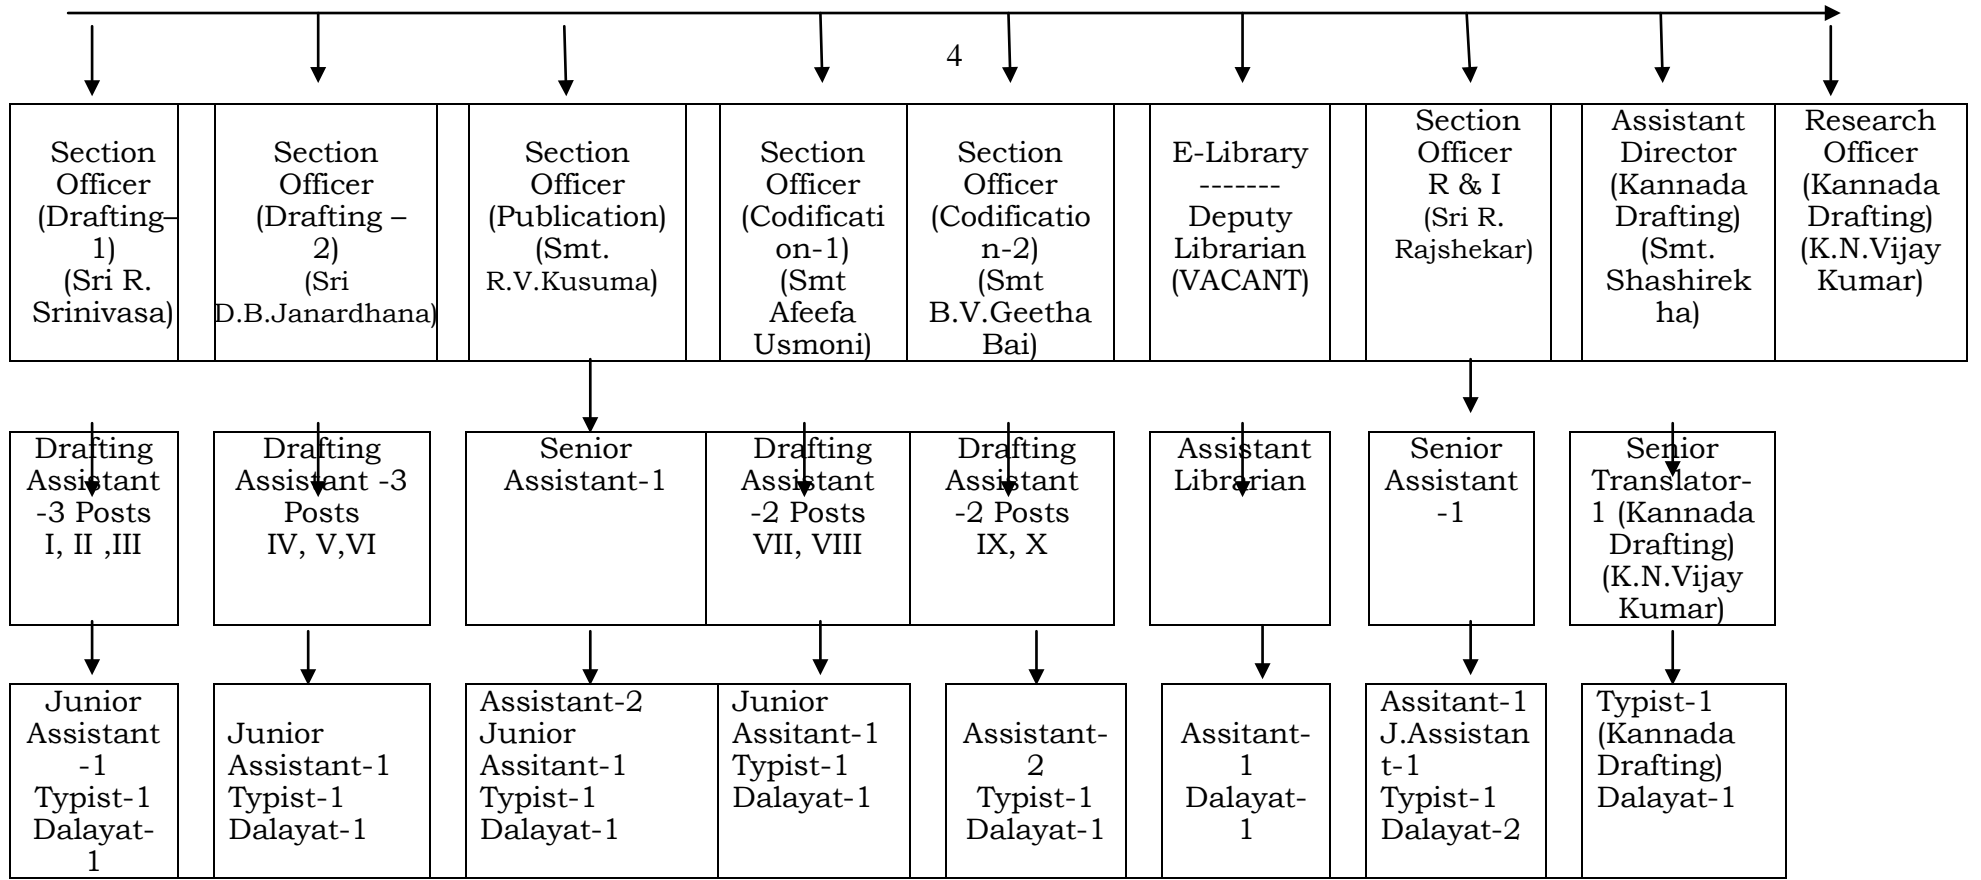 4
Section
Officer
(Drafting–
1)
(Sri R.
Srinivasa)
Section
Officer
(Drafting –
2)
(Sri
D.B.Janardhana)
Section
Officer
(Publication)
(Smt.
R.V.Kusuma)
Section
Officer
(Codificati
on-1)
(Smt
Afeefa
Usmoni)
Section
Officer
(Codificatio
n-2)
(Smt
B.V.Geetha
Bai)
E-Library
-------
Deputy
Librarian
(VACANT)
Section
Officer
R & I
(Sri R.
Rajshekar)
Assistant
Director
(Kannada
Drafting)
(Smt.
Shashirek
ha)
Research
Officer
(Kannada
Drafting)
(K.N.Vijay
Kumar)
Drafting
Assistant
-3 Posts
I, II ,III
Drafting
Assistant -3
Posts
IV, V,VI
Senior
Assistant-1
Drafting
Assistant
-2 Posts
VII, VIII
Drafting
Assistant
-2 Posts
IX, X
Assistant
Librarian
Senior
Assistant
-1
Senior
Translator-
1 (Kannada
Drafting)
(K.N.Vijay
Kumar)
Junior
Assistant
-1
Typist-1
Dalayat-
1
Junior
Assistant-1
Typist-1
Dalayat-1
Assistant-2
Junior
Assitant-1
Typist-1
Dalayat-1
Junior
Assitant-1
Typist-1
Dalayat-1
Assistant-
2
Typist-1
Dalayat-1
Assitant-
1
Dalayat-
1
Assitant-1
J.Assistan
t-1
Typist-1
Dalayat-2
Typist-1
(Kannada
Drafting)
Dalayat-1